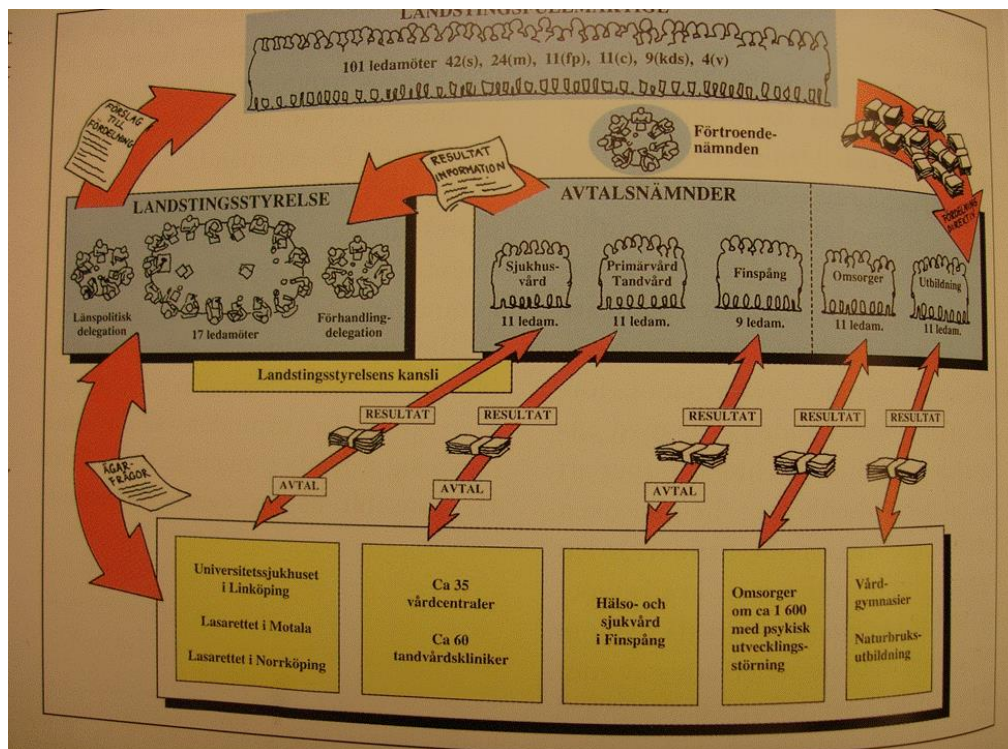 LANDSTINGSFULLMÄKTIGE
101 ledamöter 42(s), 24(m), 11(fp), 11(c), 9(kds), 4(v)
FÖRSLAG
TILL
FÖRDELNING
Förtroende-
nämnden
RESULTAT
INFORMATION
FÖRDELNING
DIREKTIV
LANDSTINGSSTYRELSE
Länspolitisk
delegation
17 ledamöter
Förhandling-
delegation
AVTALSNÄMNDER
Sjukhus-
vård
11 ledam.
Primärvård
Tandvård
11 ledam.
Finspång
9 ledam.
Omsorger
11 ledam.
Utbildning
11 ledam.
Landstingsstyrelsens kansli
RESULTAT
RESULTAT
RESULTAT
RESULTAT
RESULTAT
ÄGAR-
FRÅGOR
AVTAL
AVTAL
AVTAL
Universitetssjukhuset
i Linköping
Lasarettet i Motala
Lasarettet i Norrköping
Ca 35
vårdcentraler
Ca 60
tandvårdskliniker
Hälso- och
sjukvård
i Finspång
Omsorger
om ca 1 600
med psykisk
utvecklings-
störning
Vård-
gymnasier
Naturbruks-
utbildning